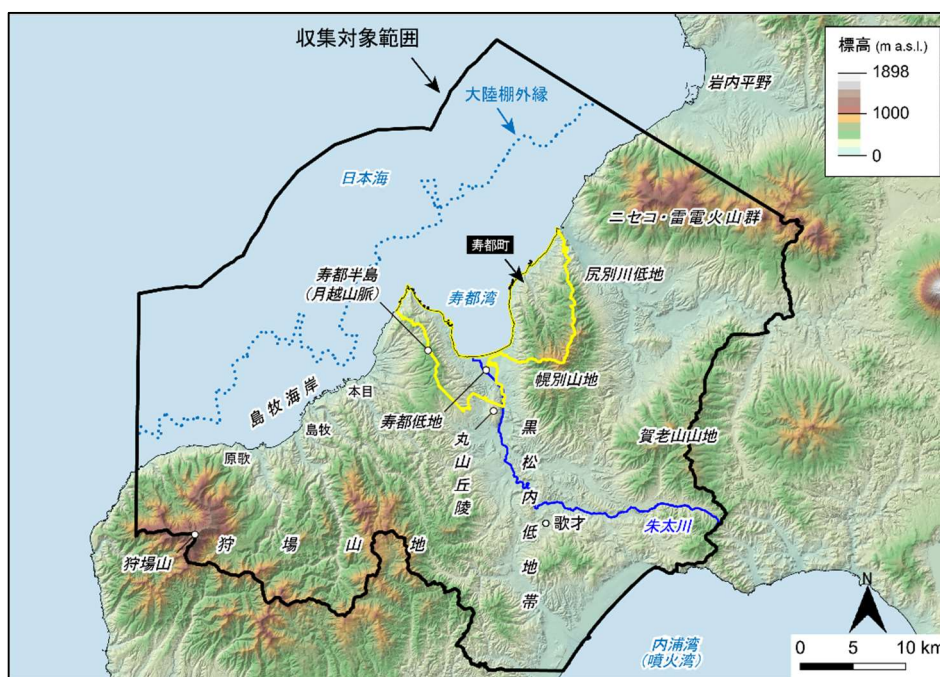 収集対象範囲
標高 (m a.s.l.)
1898
1000
0
岩内平野
大陸棚外縁
日本海
ニセコ・雷電火山群
寿都町
寿都半島
(月越山脈)
寿都湾
尻別川低地
幌別山地
島牧海岸
本目
島牧
原歌
寿都低地
丸山丘陵
黒松内低地帯
賀老山山地
歌才
朱太川
狩場山
狩場山地
内浦湾
(噴火湾)
N
0 5 10 km